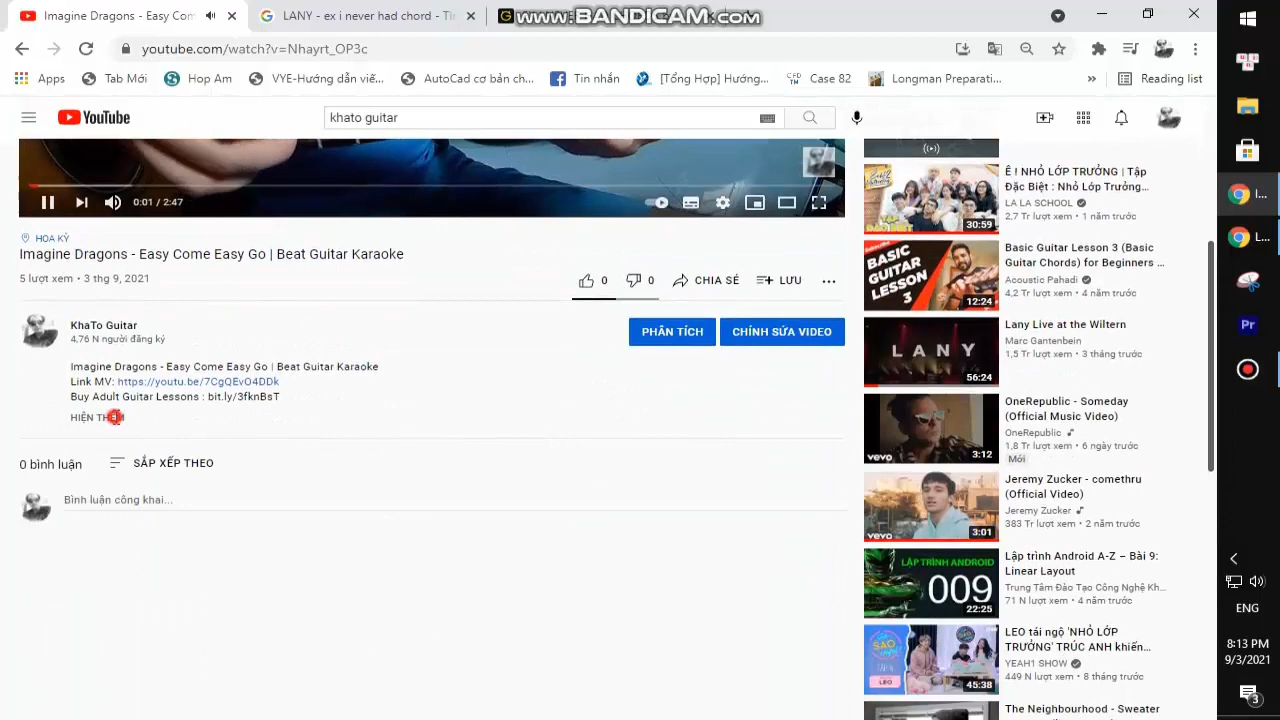 Imagine Dragons - Easy Com
LANY - ex i never had chord - T
www.BANDICAM.com
youtube.com/watch?v=Nhayrt_OP3c
Apps
Tab Mới
Hop Am
VYE-Hướng dẫn viế...
AutoCad cơ bản ch...
Tin nhắn
[Tổng Hợp] Hướng...
Case 82
Longman Preparati...
»
Reading list
YouTube
khato guitar
0:01 / 2:47
HOA KỲ
Imagine Dragons - Easy Come Easy Go | Beat Guitar Karaoke
5 lượt xem • 3 thg 9, 2021
0
0
CHIA SẺ
LƯU
KhaTo Guitar
4,76 N người đăng ký
PHÂN TÍCH
CHỈNH SỬA VIDEO
Imagine Dragons - Easy Come Easy Go | Beat Guitar Karaoke
Link MV: https://youtu.be/7CgQEvO4DDk
Buy Adult Guitar Lessons : bit.ly/3fknBsT
HIỆN THÊM
0 bình luận
SẮP XẾP THEO
Bình luận công khai...
30:59
Ê ! NHỎ LỚP TRƯỞNG | Tập
Đặc Biệt : Nhỏ Lớp Trưởng...
LA LA SCHOOL
2,7 Tr lượt xem • 1 năm trước
BASIC
GUITAR
LESSON
3
12:24
Basic Guitar Lesson 3 (Basic
Guitar Chords) for Beginners ...
Acoustic Pahadi
4,2 Tr lượt xem • 4 năm trước
LANY
56:24
Lany Live at the Wiltern
Marc Gantenbein
1,5 Tr lượt xem • 3 tháng trước
vevo
3:12
OneRepublic - Someday
(Official Music Video)
OneRepublic
1,8 Tr lượt xem • 6 ngày trước
Mới
vevo
3:01
Jeremy Zucker - comethru
(Official Video)
Jeremy Zucker
383 Tr lượt xem • 2 năm trước
LẬP TRÌNH ANDROID
009
22:25
Lập trình Android A-Z – Bài 9:
Linear Layout
Trung Tâm Đào Tạo Công Nghệ Kh...
71 N lượt xem • 4 năm trước
SAO
LEO
45:38
LEO tái ngộ 'NHỎ LỚP
TRƯỞNG' TRÚC ANH khiến...
YEAH1 SHOW
449 N lượt xem • 8 tháng trước
The Neighbourhood - Sweater
I...
L...
Pr
ENG
8:13 PM
9/3/2021
3